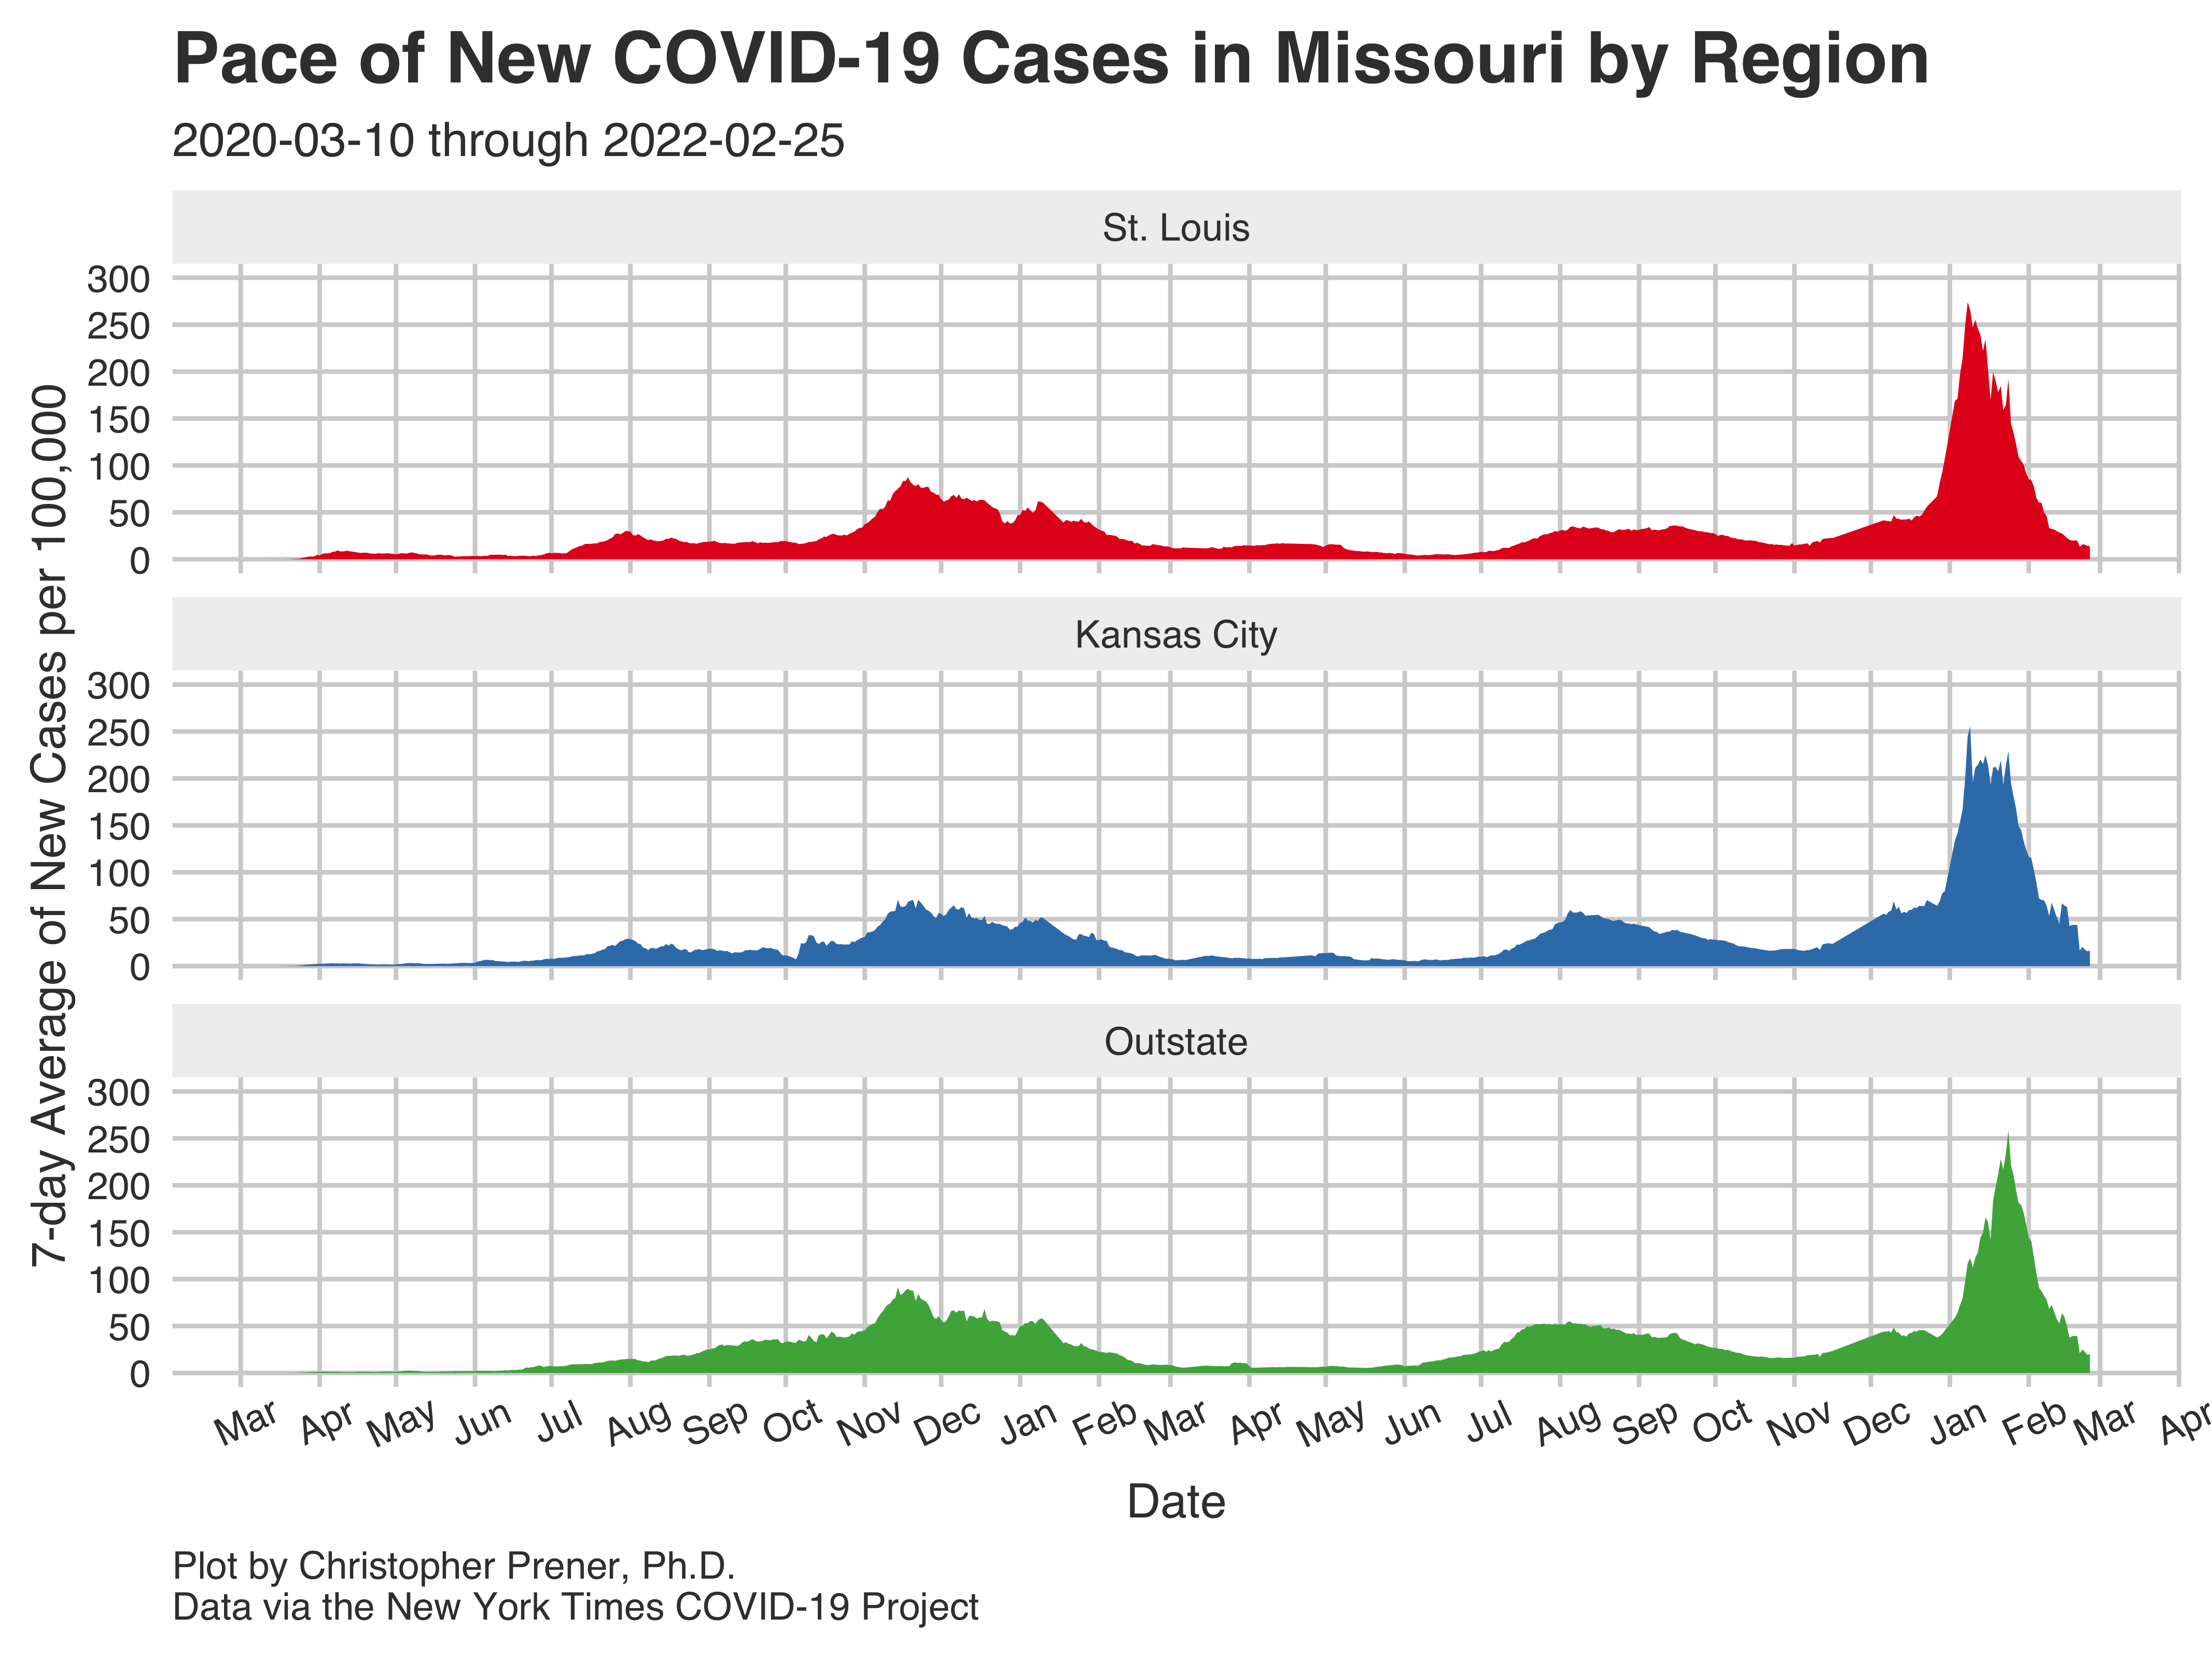 Pace of New COVID-19 Cases in Missouri by Region
2020-03-10 through 2022-02-25
7-day Average of New Cases per 100,000
St. Louis
300
250
200
150
100
50
0
Kansas City
300
250
200
150
100
50
0
Outstate
300
250
200
150
100
50
0
Mar Apr May Jun Jul Aug Sep Oct Nov Dec Jan Feb Mar Apr May Jun Jul Aug Sep Oct Nov Dec Jan Feb Mar Apr
Date
Plot by Christopher Prener, Ph.D.
Data via the New York Times COVID-19 Project